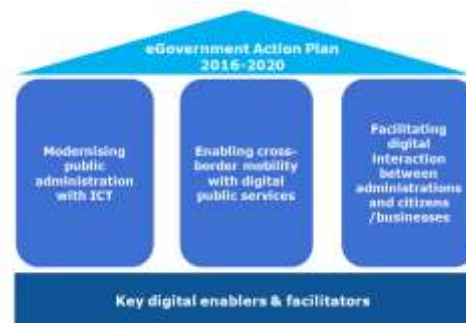 eGovernment Action Plan
2016-2020
Modernising
public
administration
with ICT
Enabling cross-
border mobility
with digital
public services
Facilitating
digital
interaction
between
administrations
and citizens
/businesses
Key digital enablers & facilitators